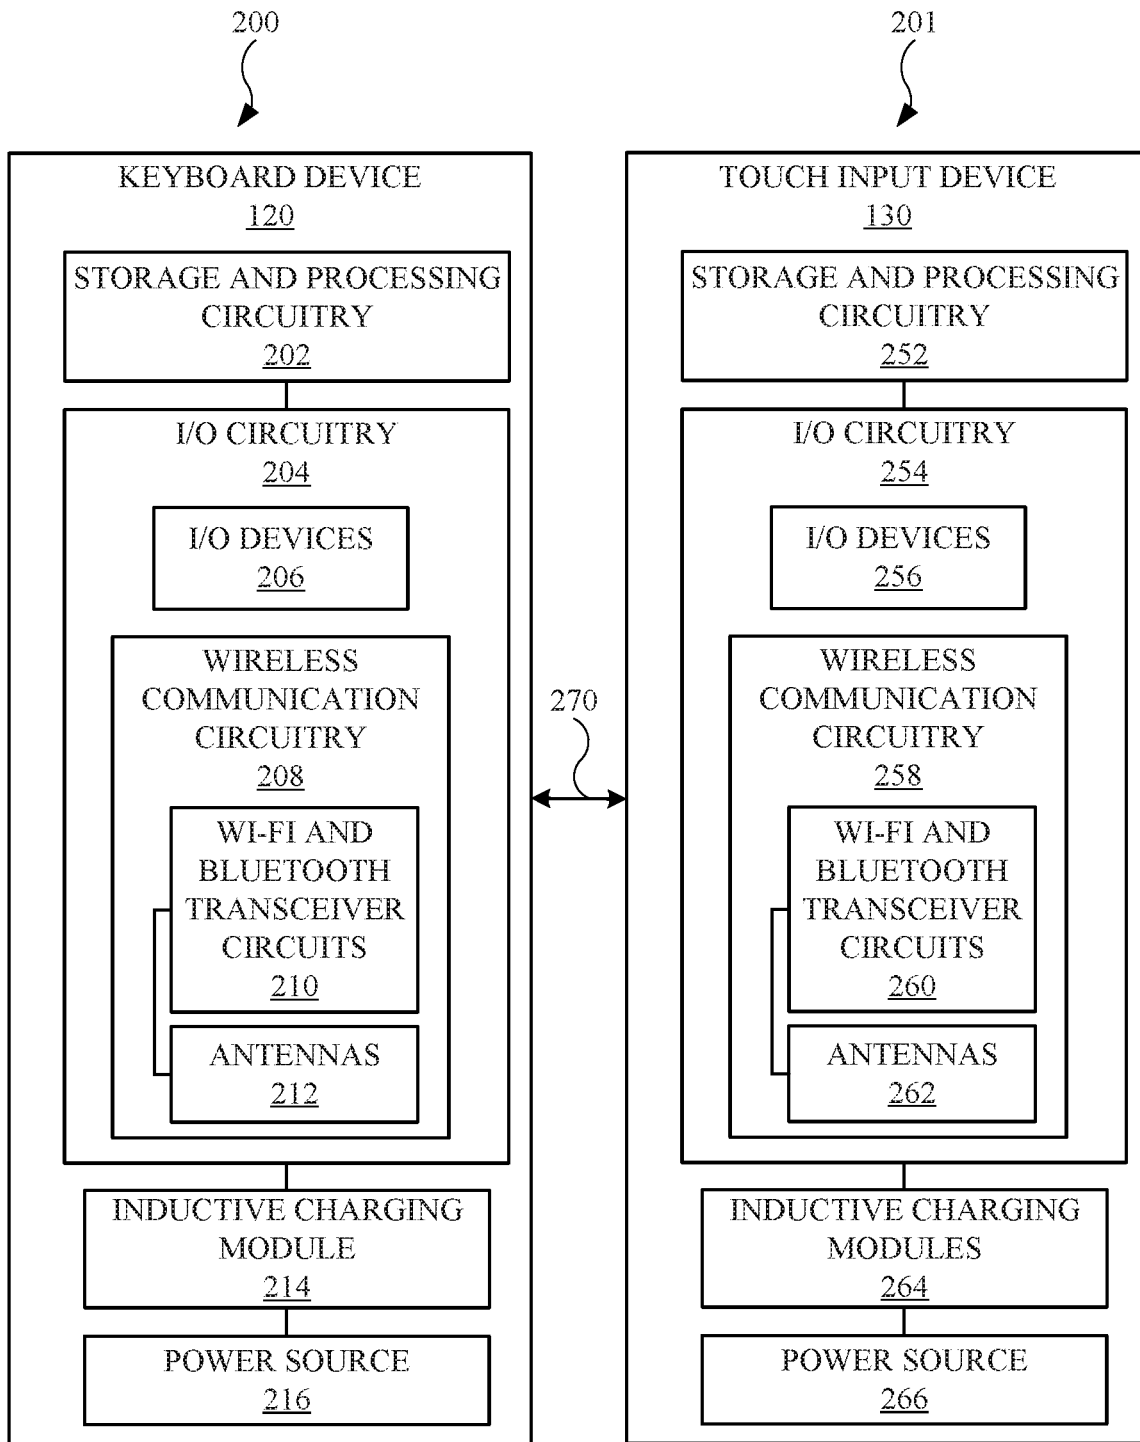 200
201
KEYBOARD DEVICE
120
STORAGE AND PROCESSING
CIRCUITRY
202
I/O CIRCUITRY
204
I/O DEVICES
206
WIRELESS
COMMUNICATION
CIRCUITRY
208
WI-FI AND
BLUETOOTH
TRANSCEIVER
CIRCUITS
210
ANTENNAS
212
INDUCTIVE CHARGING
MODULE
214
POWER SOURCE
216
270
TOUCH INPUT DEVICE
130
STORAGE AND PROCESSING
CIRCUITRY
252
I/O CIRCUITRY
254
I/O DEVICES
256
WIRELESS
COMMUNICATION
CIRCUITRY
258
WI-FI AND
BLUETOOTH
TRANSCEIVER
CIRCUITS
260
ANTENNAS
262
INDUCTIVE CHARGING
MODULES
264
POWER SOURCE
266